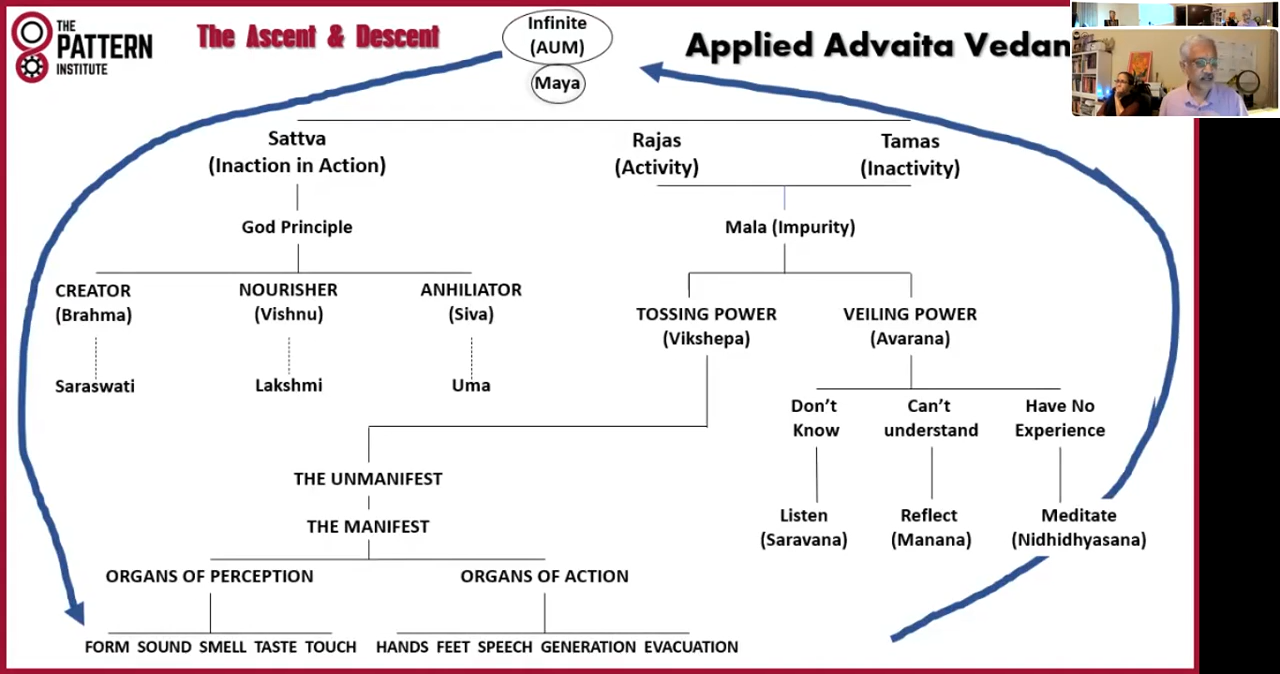 THE
PATTERN
INSTITUTE
The Ascent & Descent
Infinite
(AUM)
Maya
Applied Advaita Vedan
Sattva
(Inaction in Action)
Rajas
(Activity)
Tamas
(Inactivity)
God Principle
Mala (Impurity)
CREATOR
(Brahma)
NOURISHER
(Vishnu)
ANHILIATOR
(Siva)
TOSSING POWER
(Vikshepa)
VEILING POWER
(Avarana)
Saraswati
Lakshmi
Uma
Don't
Know
Can't
understand
Have No
Experience
THE UNMANIFEST
THE MANIFEST
Listen
(Saravana)
Reflect
(Manana)
Meditate
(Nidhidhyasana)
ORGANS OF PERCEPTION
ORGANS OF ACTION
FORM SOUND SMELL TASTE TOUCH
HANDS FEET SPEECH GENERATION EVACUATION